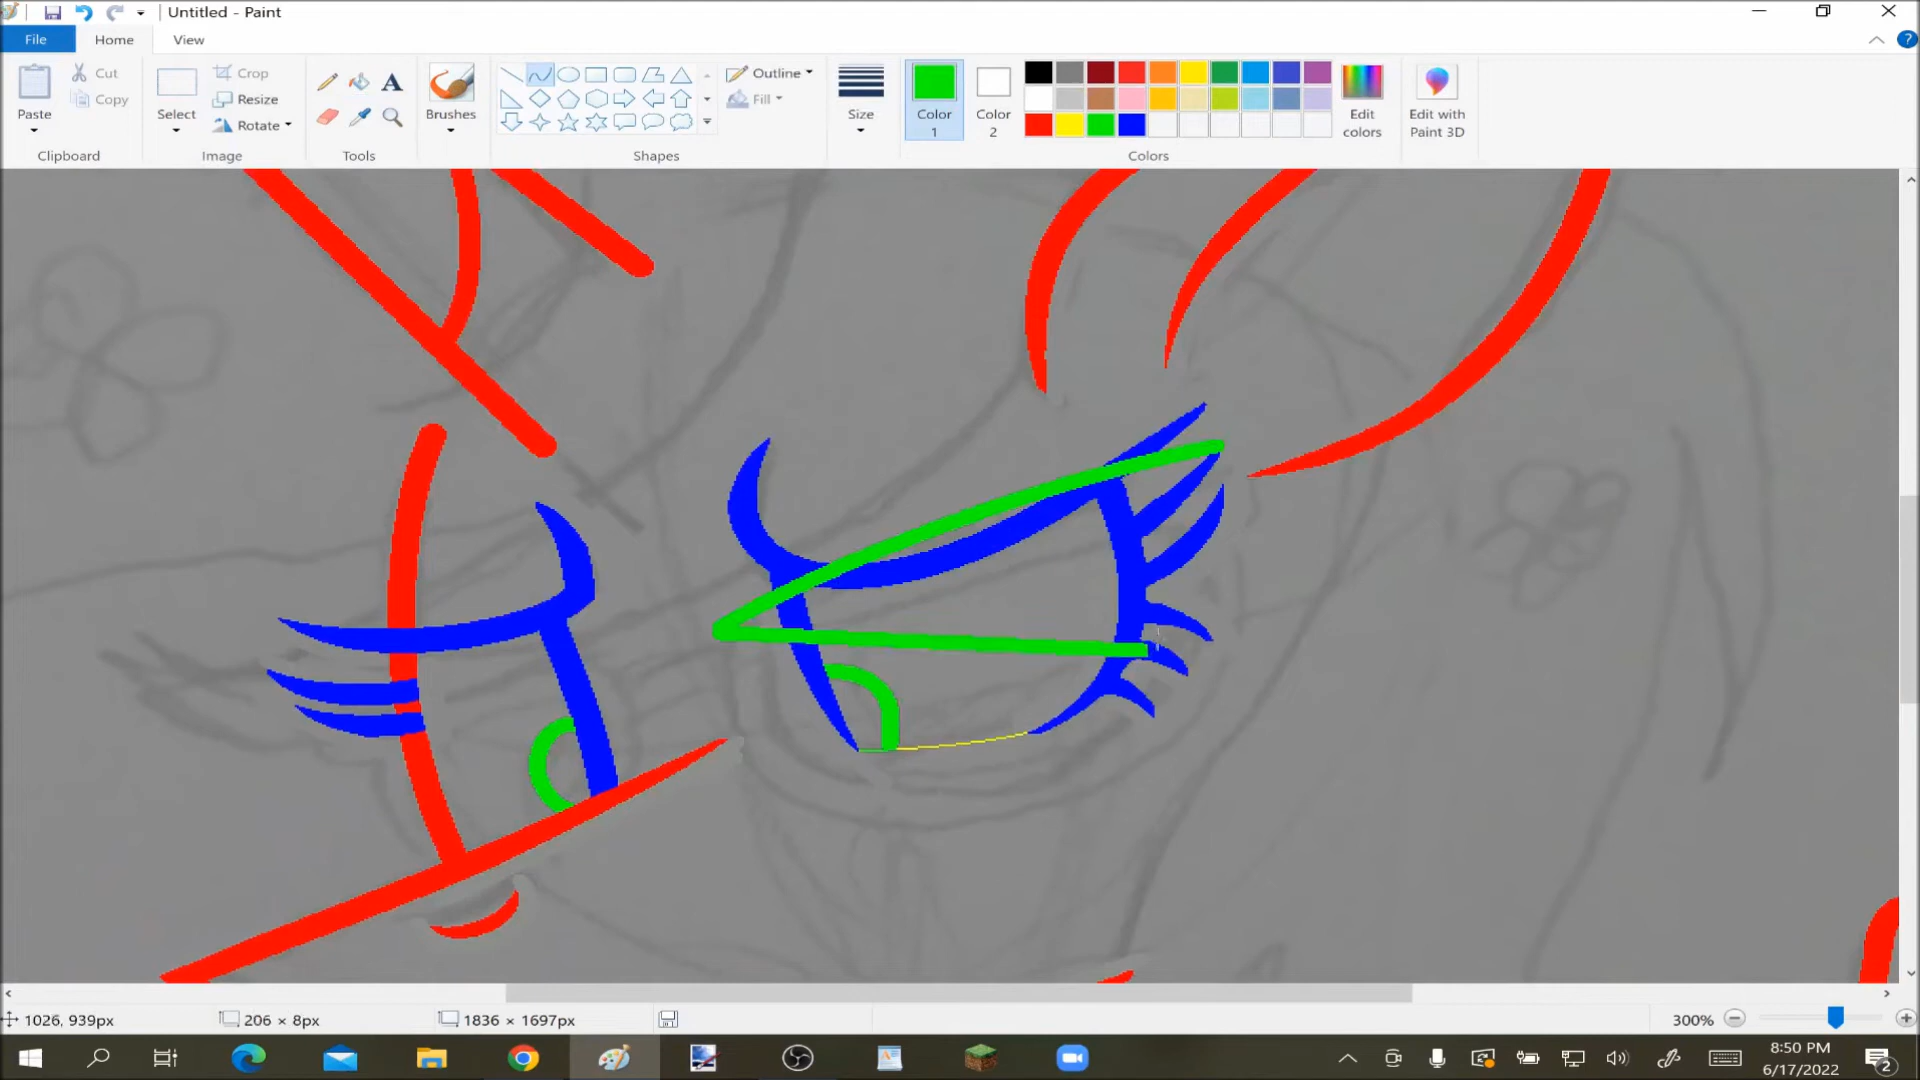 Untitled - Paint
File Home View
Paste
Cut
Copy
Clipboard
Select
Crop
Resize
Rotate
Image
A
Tools
Brushes
Shapes
Outline
Fill
Size
Color 1
Color 2
Edit colors
Colors
Edit with Paint 3D
1026, 939px
206 × 8px
1836 × 1697px
300%
8:50 PM
6/17/2022
2